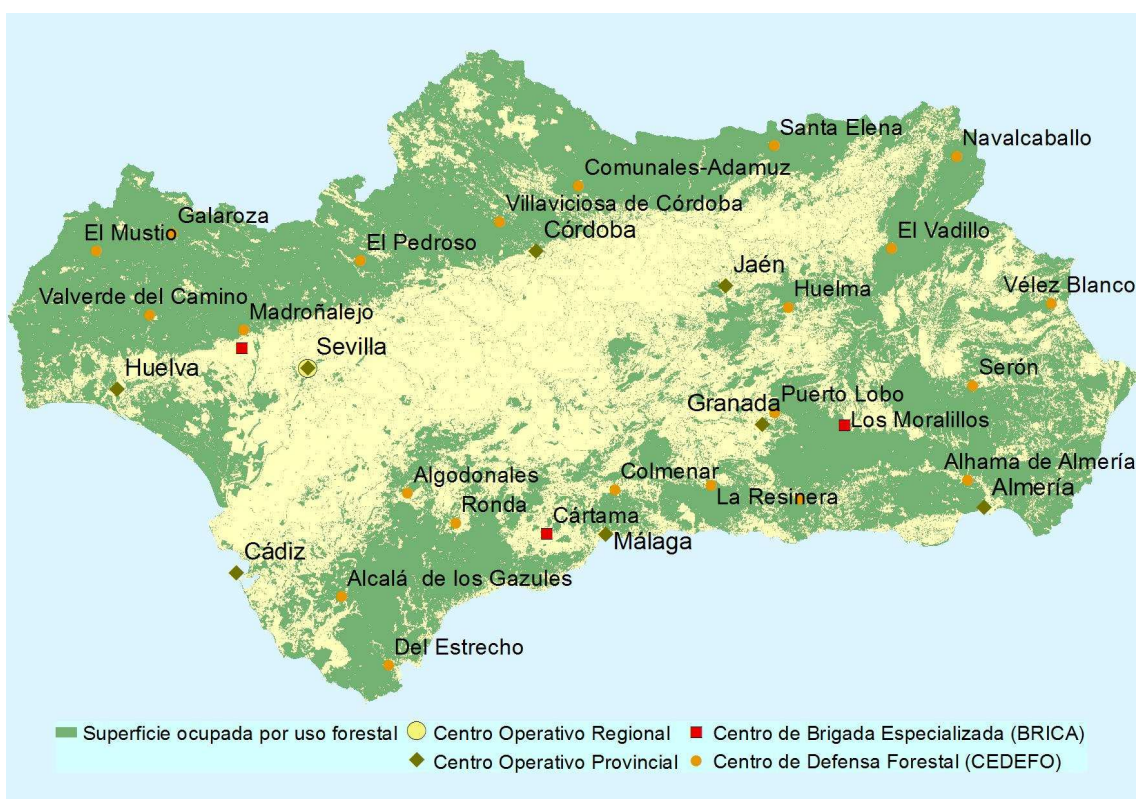 Santa Elena
Navalcaballo
Comunales-Adamuz
Galaroza
Villaviciosa de Córdoba
El Mustio
El Pedroso
Córdoba
El Vadillo
Jaén
Valverde del Camino
Huelma
Vélez Blanco
Madroñalejo
Huelva
Sevilla
Serón
Puerto Lobo
Granada
Los Moralillos
Algodonales
Colmenar
Alhama de Almería
La Resinera
Almería
Ronda
Cártama
Málaga
Cádiz
Alcalá de los Gazules
Del Estrecho
Superficie ocupada por uso forestal
Centro Operativo Regional
Centro de Brigada Especializada (BRICA)
Centro Operativo Provincial
Centro de Defensa Forestal (CEDEFO)